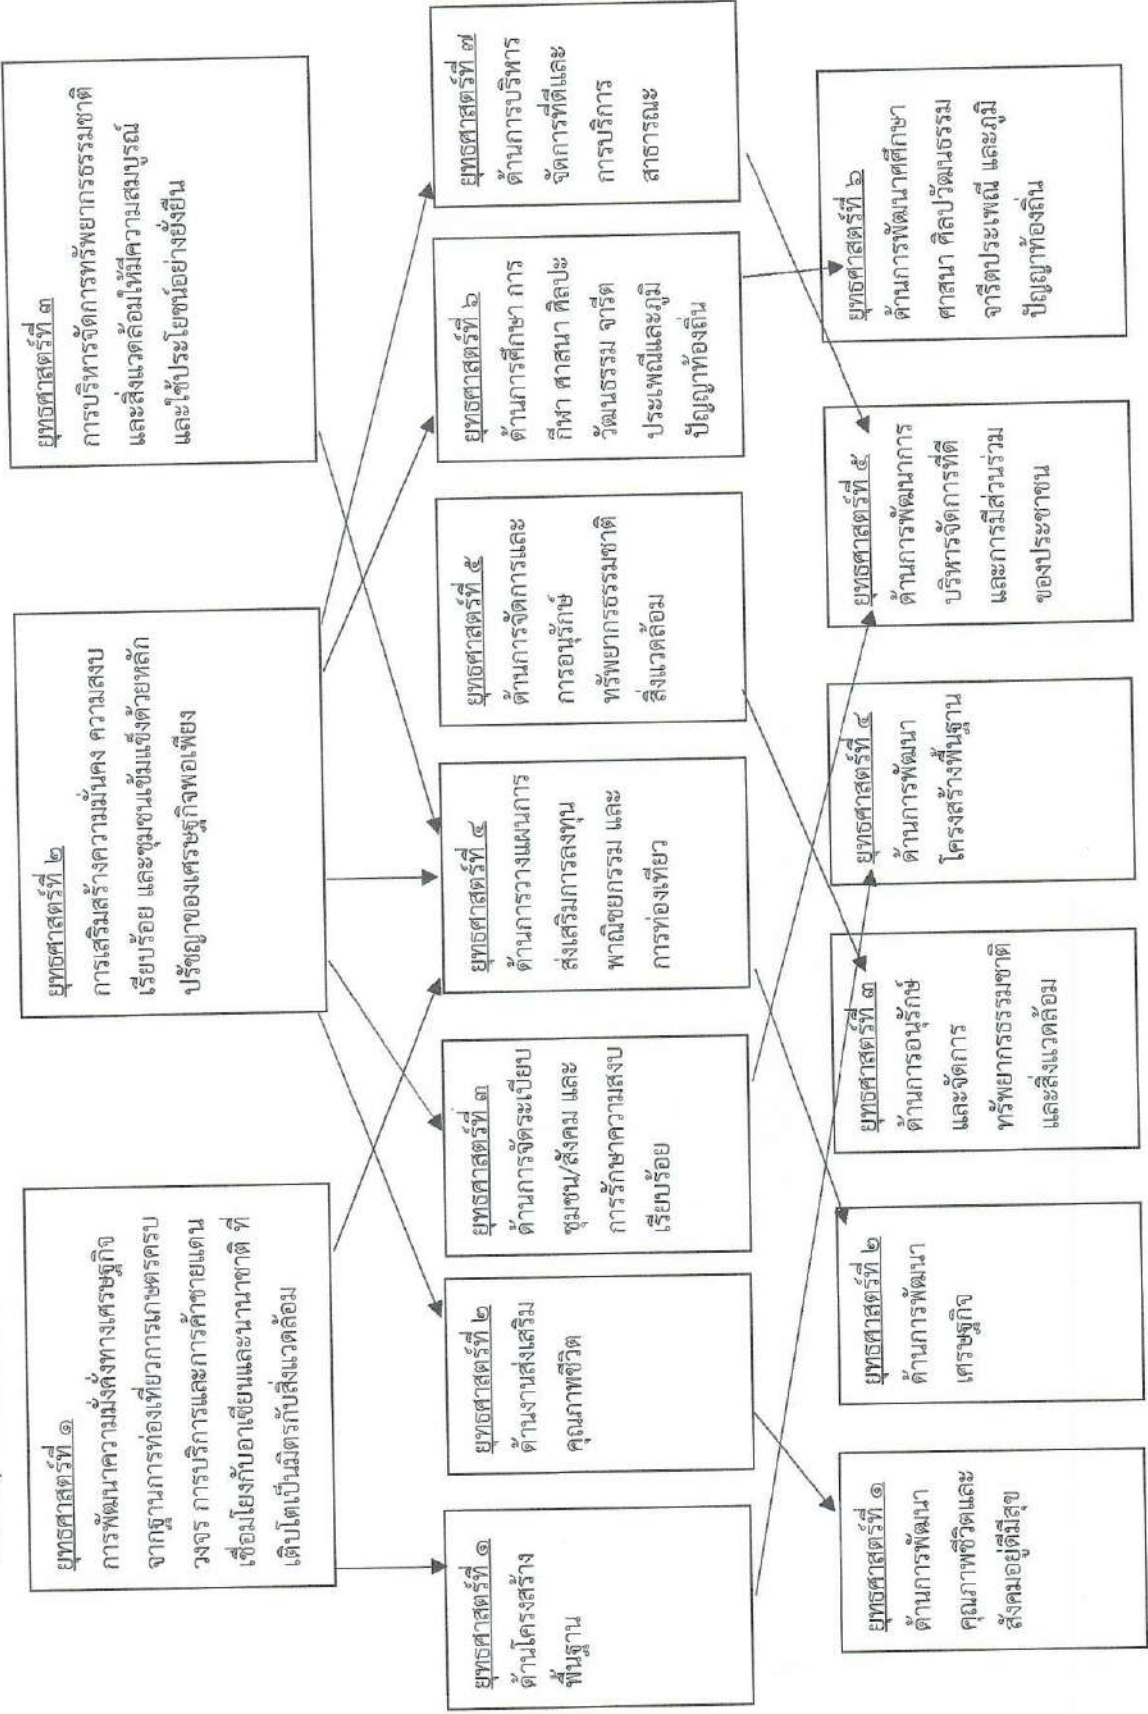 ยุทธศาสตร์ที่ ๑
การพัฒนาความมั่งคั่งทางเศรษฐกิจ
จากฐานการท่องเที่ยวการเกษตรครบ
วงจร การบริการและการค้าชายแดน
เชื่อมโยงกับอาเซียนและนานาชาติ ที่
เติบโตเป็นมิตรกับสิ่งแวดล้อม
ยุทธศาสตร์ที่ ๒
การเสริมสร้างความมั่นคง ความสงบ
เรียบร้อย และชุมชนเข้มแข็งด้วยหลัก
ปรัชญาของเศรษฐกิจพอเพียง
ยุทธศาสตร์ที่ ๓
การบริหารจัดการทรัพยากรธรรมชาติ
และสิ่งแวดล้อมให้มีความสมบูรณ์
และใช้ประโยชน์อย่างยั่งยืน
ยุทธศาสตร์ที่ ๑
ด้านโครงสร้าง
พื้นฐาน
ยุทธศาสตร์ที่ ๒
ด้านงานส่งเสริม
คุณภาพชีวิต
ยุทธศาสตร์ที่ ๓
ด้านการจัดระเบียบ
ชุมชน/สังคม และ
การรักษาความสงบ
เรียบร้อย
ยุทธศาสตร์ที่ ๔
ด้านการวางแผนการ
ส่งเสริมการลงทุน
พาณิชยกรรม และ
การท่องเทียว
ยุทธศาสตร์ที่ ๕
ด้านการจัดการและ
การอนุรักษ์
ทรัพยากรธรรมชาติ
สิ่งแวดล้อม
ยุทธศาสตร์ที่ ๖
ด้านการศึกษา การ
กีฬา ศาสนา ศิลปะ
วัฒนธรรม จารีต
ประเพณีและภูมิ
ปัญญาท้องถิ่น
ยุทธศาสตร์ที่ ๗
ด้านการบริหาร
จัดการที่ดีและ
การบริการ
สาธารณะ
ยุทธศาสตร์ที่ ๑
ด้านการพัฒนา
คุณภาพชีวิตและ
สังคมอยู่ดีมีสุข
ยุทธศาสตร์ที่ ๒
ด้านการพัฒนา
เศรษฐกิจ
ยุทธศาสตร์ที่ ๓
ด้านการอนุรักษ์
และจัดการ
ทรัพยากรธรรมชาติ
และสิ่งแวดล้อม
ยุทธศาสตร์ที่ ๔
ด้านการพัฒนา
โครงสร้างพื้นฐาน
ยุทธศาสตร์ที่ ๕
ด้านการพัฒนาการ
บริหารจัดการที่ดี
และการมีส่วนร่วม
ของประชาชน
ยุทธศาสตร์ที่ ๖
ด้านการพัฒนาศศึกษา
ศาสนา ศิลปวัฒนธรรม
จารีตประเพณี และภูมิ
ปัญญาท้องถิ่น